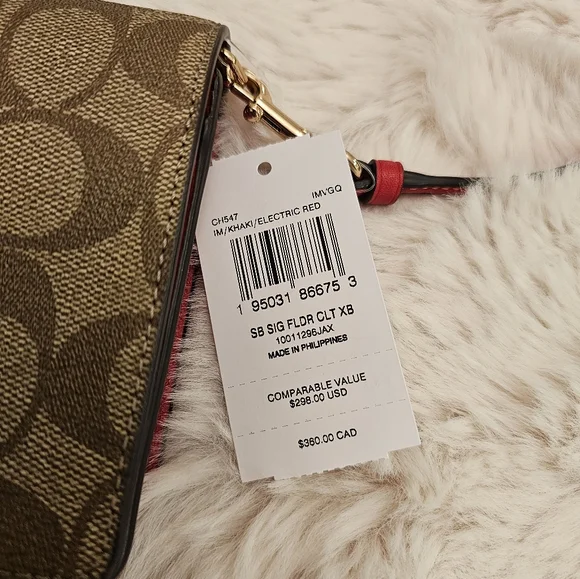 CH547 IMVGQ
IM/KHAKI/ELECTRIC RED
1 95031 86675 3
SB SIG FLDR CLT XB
10011296JAX
MADE IN PHILIPPINES
COMPARABLE VALUE
$298.00 USD
$380.00 CAD